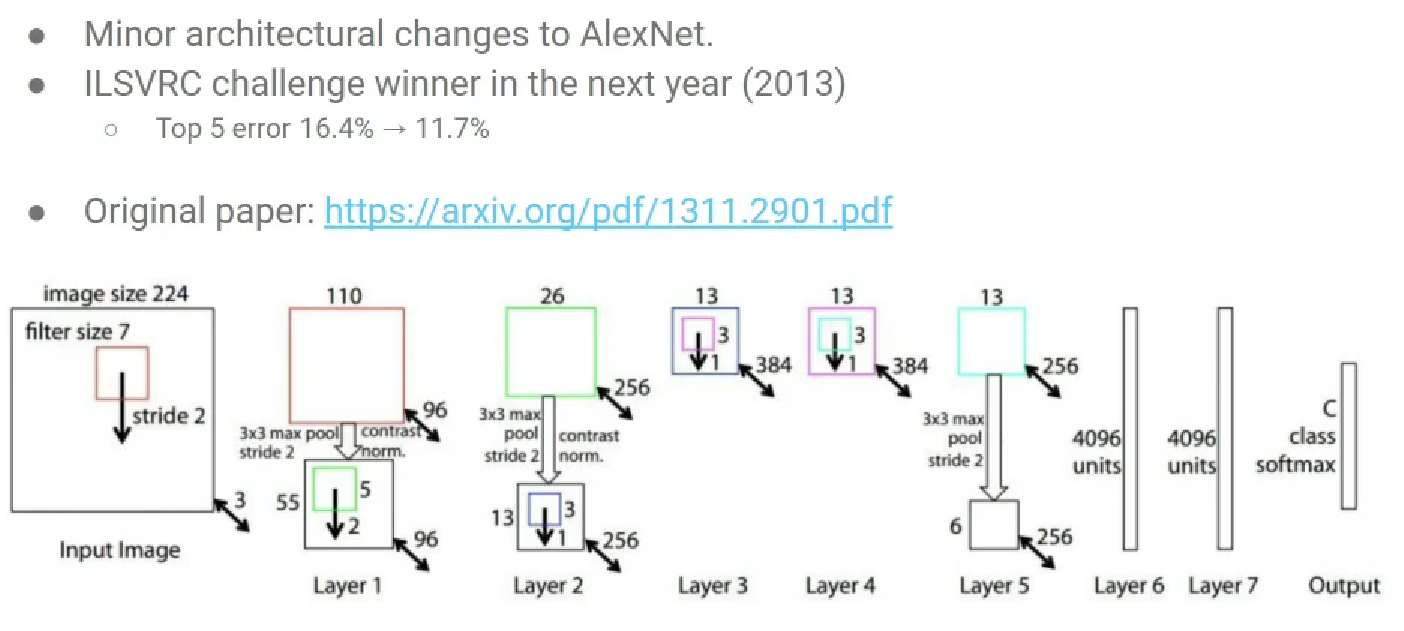 ● Minor architectural changes to AlexNet.
● ILSVRC challenge winner in the next year (2013)
○ Top 5 error 16.4% → 11.7%
● Original paper: https://arxiv.org/pdf/1311.2901.pdf
image size 224
filter size 7
stride 2
3
Input Image
110
96
3x3 max pool
stride 2
contrast
norm.
55
5
2
96
Layer 1
26
256
3x3 max
pool
stride 2
contrast
norm.
13
3
1
256
Layer 2
13
3
1
384
Layer 3
13
3
1
384
Layer 4
13
256
3x3 max
pool
stride 2
6
256
Layer 5
4096
units
Layer 6
4096
units
Layer 7
C
class
softmax
Output